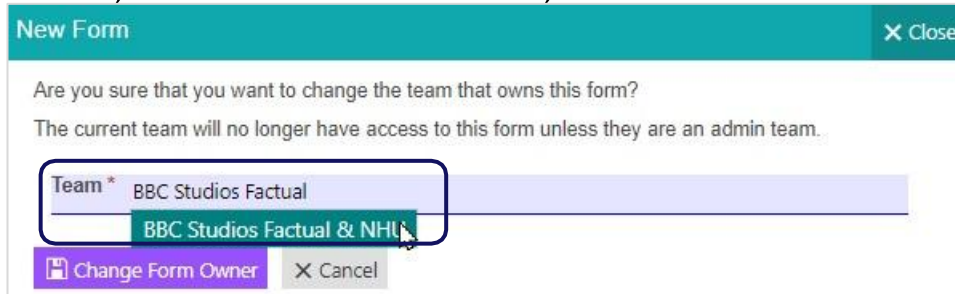 New Form
X Close
Are you sure that you want to change the team that owns this form?
The current team will no longer have access to this form unless they are an admin team.
Team * BBC Studios Factual
BBC Studios Factual & NHU
Change Form Owner X Cancel